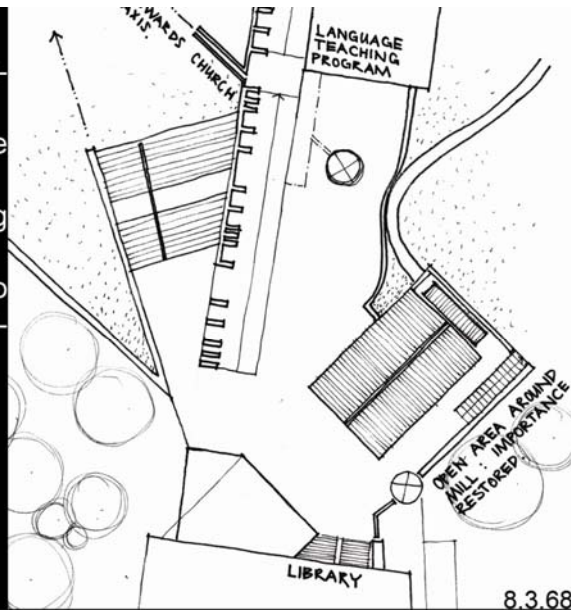 WARDS
AXIS.
CHURCH
LANGUAGE
TEACHING
PROGRAM
e
g
OPEN AREA AROUND
MILL : IMPORTANCE
RESTORED.
LIBRARY
8.3.68